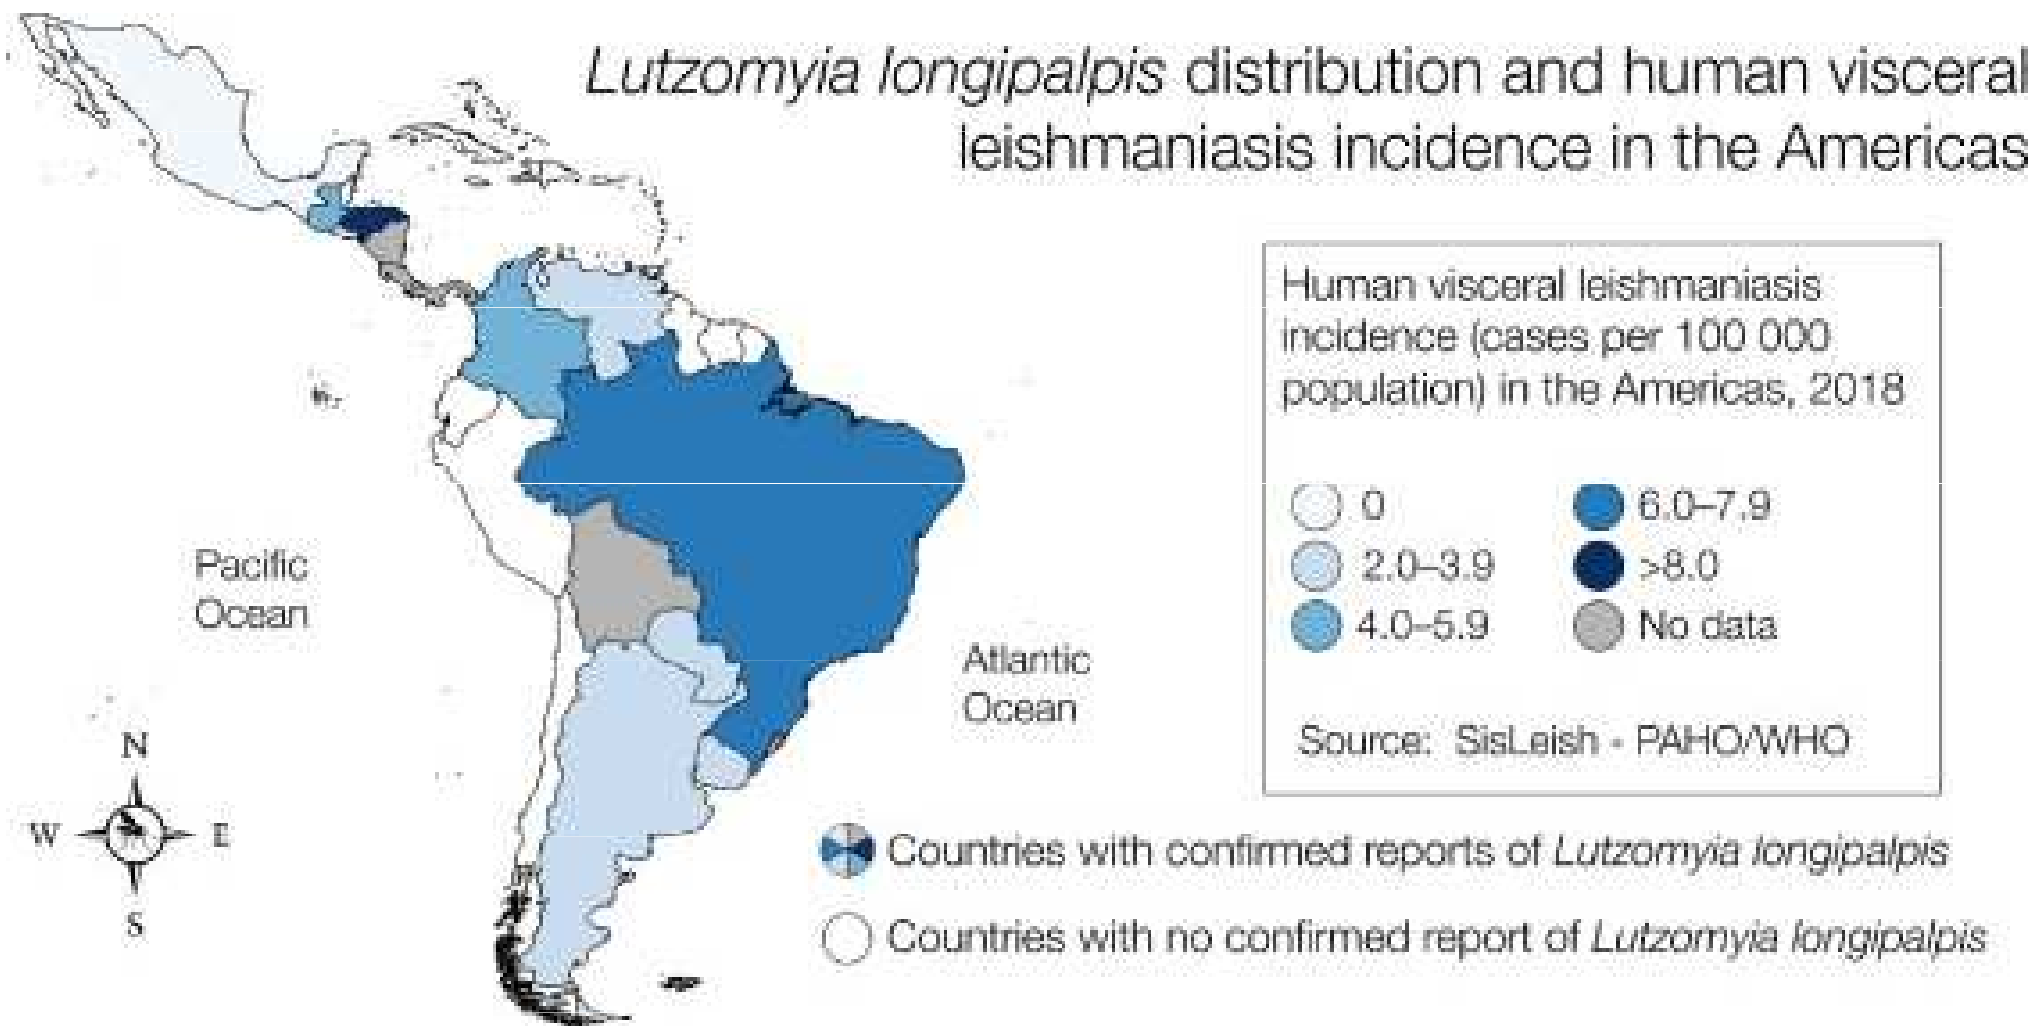 Lutzomyia longipalpis distribution and human visceral
leishmaniasis incidence in the Americas
Human visceral leishmaniasis
incidence (cases per 100 000
population) in the Americas, 2018
0
6.0–7.9
2.0–3.9
>8.0
4.0–5.9
No data
Source: SisLeish - PAHO/WHO
Pacific
Ocean
Atlantic
Ocean
N
W
E
S
Countries with confirmed reports of Lutzomyia longipalpis
Countries with no confirmed report of Lutzomyia longipalpis